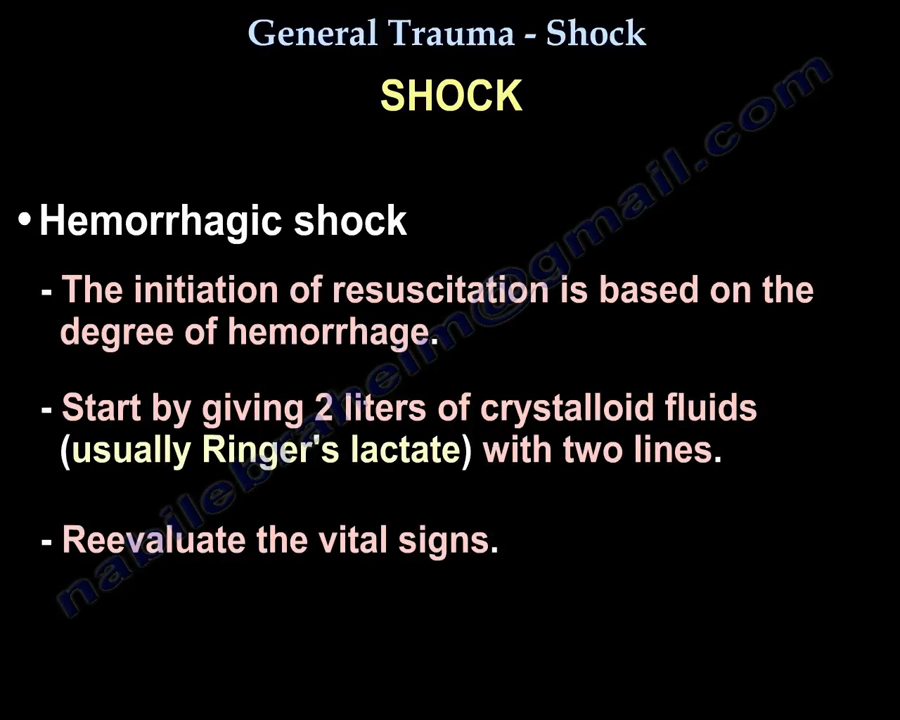 General Trauma - Shock
SHOCK
• Hemorrhagic shock
- The initiation of resuscitation is based on the
degree of hemorrhage.
- Start by giving 2 liters of crystalloid fluids
(usually Ringer's lactate) with two lines.
- Reevaluate the vital signs.
nabilebraheim@gmail.com